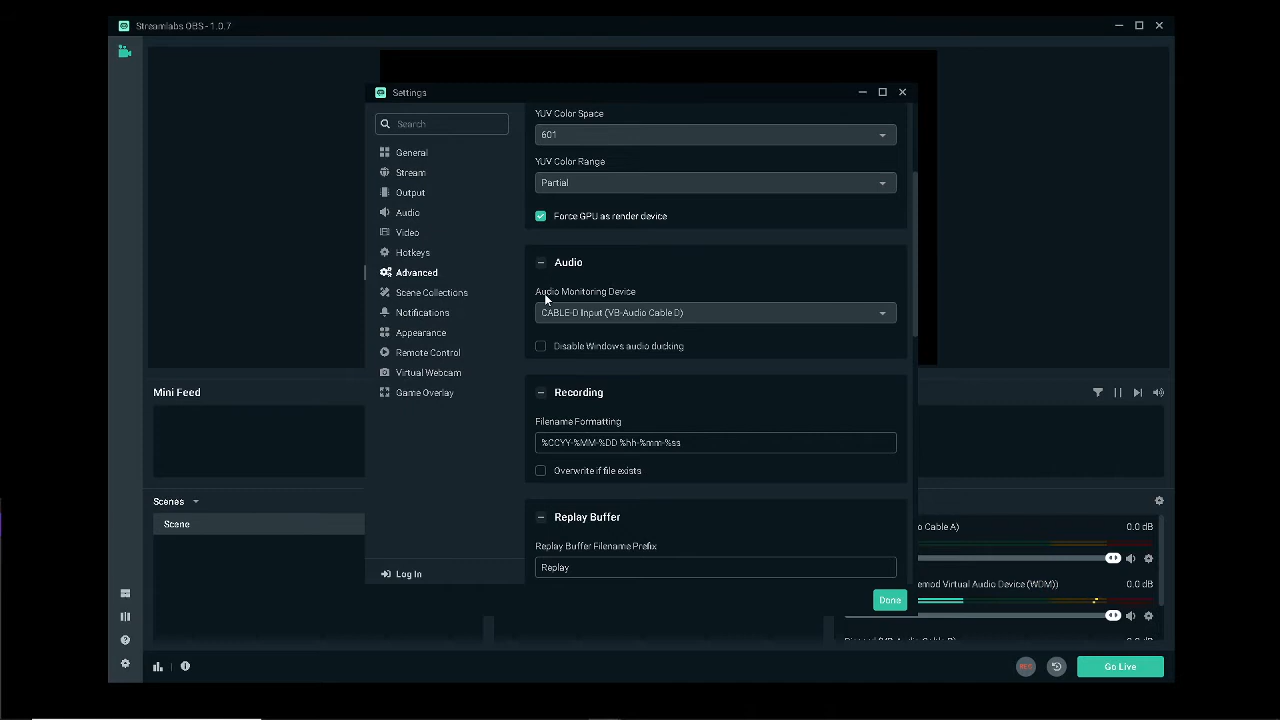 Streamlabs OBS - 1.0.7
Settings
Search
General
Stream
Output
Audio
Video
Hotkeys
Advanced
Scene Collections
Notifications
Appearance
Remote Control
Virtual Webcam
Game Overlay
Log In
YUV Color Space
601
YUV Color Range
Partial
Force GPU as render device
Audio
Audio Monitoring Device
CABLE-D Input (VB-Audio Cable D)
Disable Windows audio ducking
Recording
Filename Formatting
%CCYY-%MM-%DD %hh-%mm-%ss
Overwrite if file exists
Replay Buffer
Replay Buffer Filename Prefix
Replay
Done
Mini Feed
Scenes
Scene
o Cable A) 0.0 dB
emod Virtual Audio Device (WDM)) 0.0 dB
0.0 dB
REC
Go Live